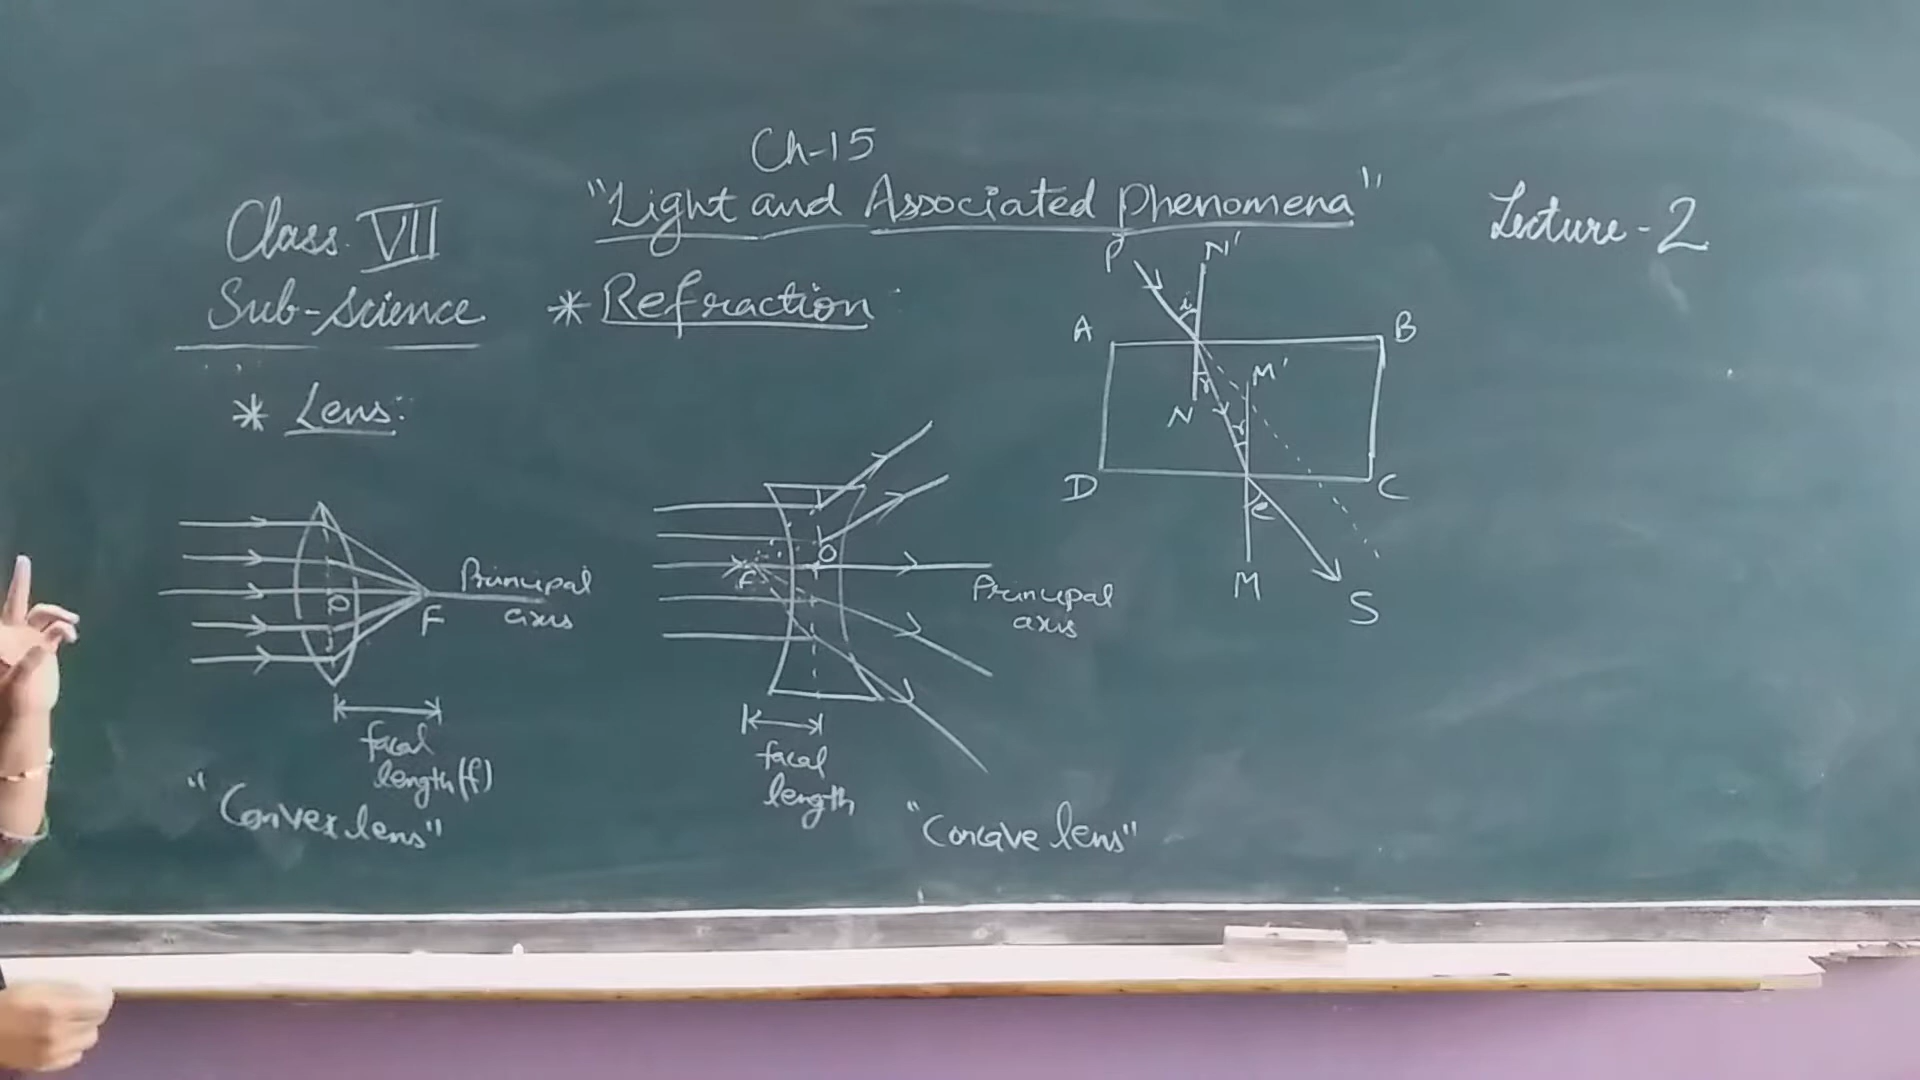 Ch-15
"Light and Associated Phenomena"
Lecture-2
Class VII
Sub-Science
* Refraction:
* Lens:
P
N'
i
A
B
r
M'
N
r
D
C
e
M
S
O
F
Principal
axis
focal
length(f)
"Convex lens"
O
F
Principal
axis
focal
length
"Concave lens"